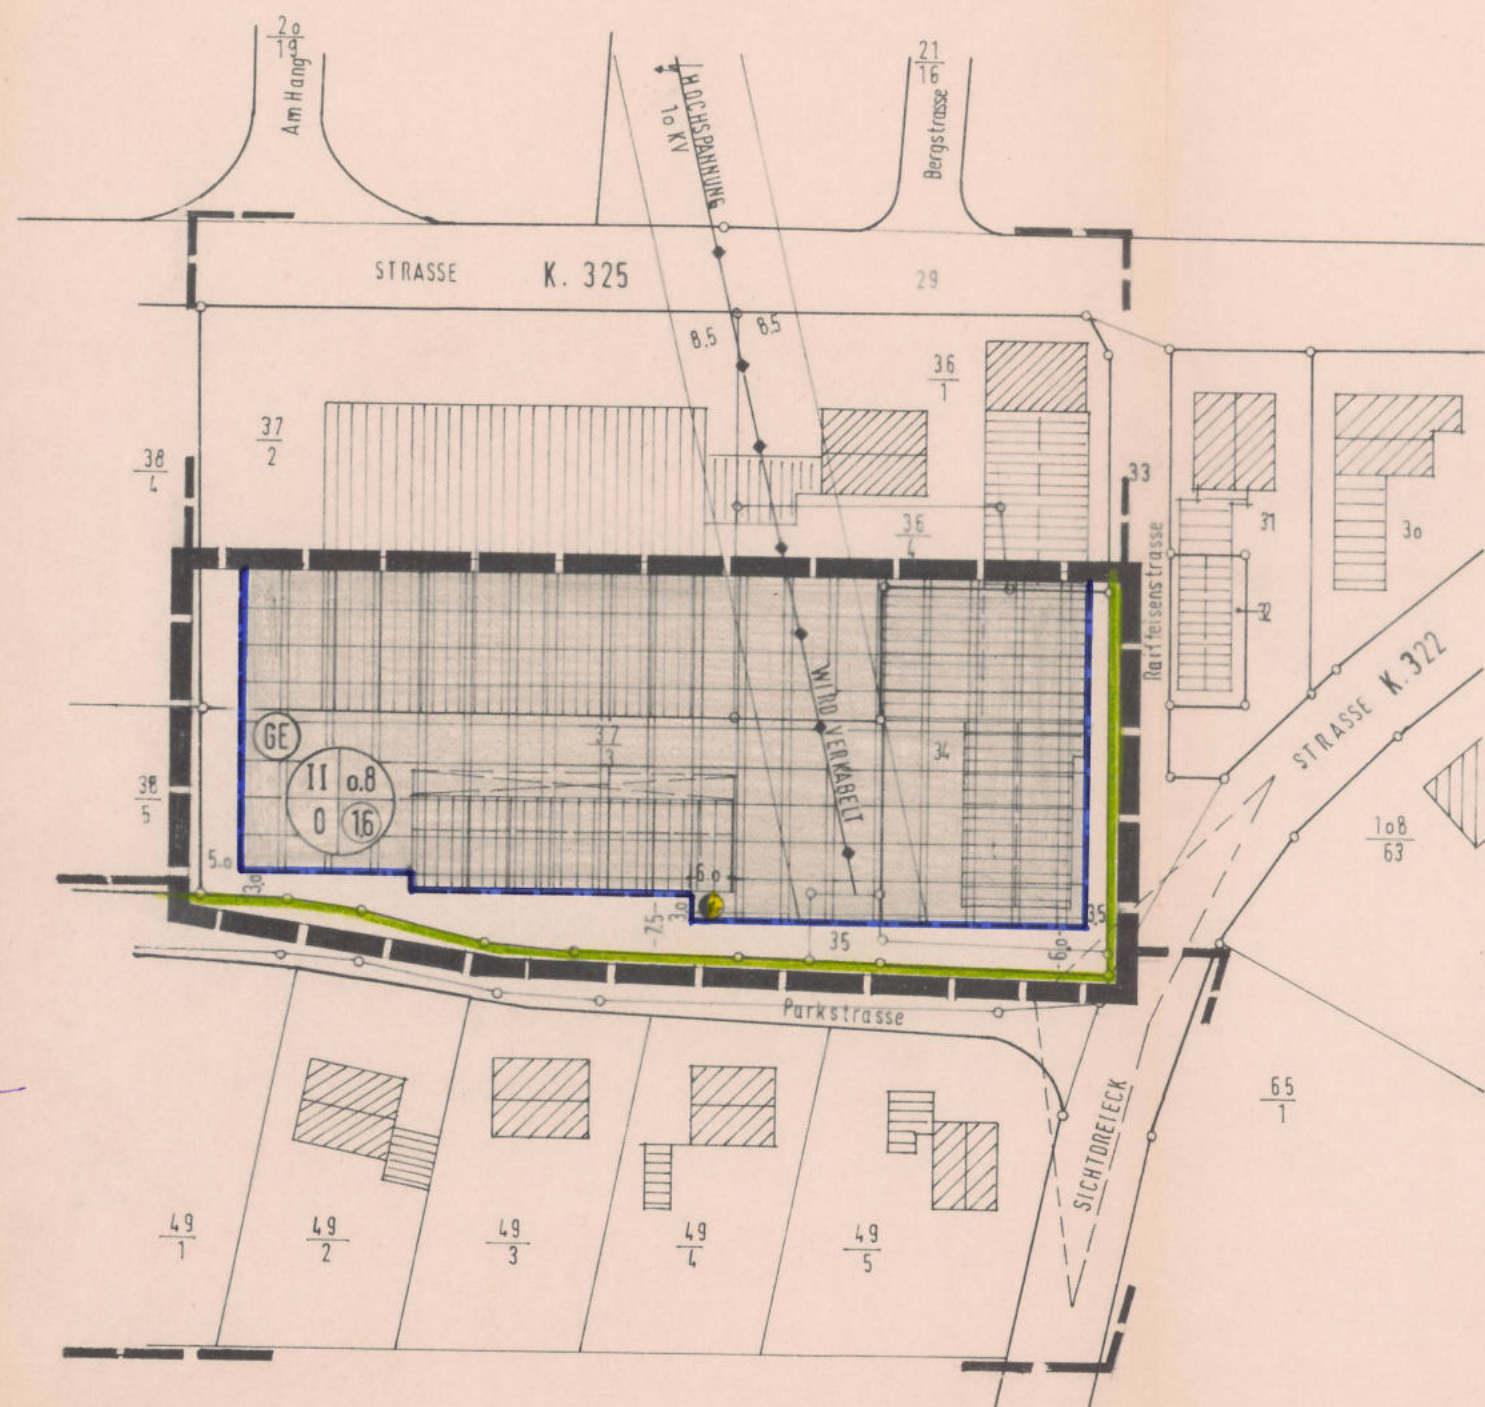 2o
19
Am Hang
HOCHSPANNUNG
1o KV
21
16
Bergstrasse
STRASSE K. 325
29
8.5
8.5
36
1
37
2
38
4
33
36
4
31
3o
Raiffeisenstrasse
32
STRASSE K. 322
GE
37
3
WIRD VERKABELT
34
II o.8
O 1.6
38
5
1o8
63
5.o
3.o
6.o
7.5
3.o
35
3.5
6.o
Parkstrasse
SICHTDREIECK
65
1
49
1
49
2
49
3
49
4
49
5